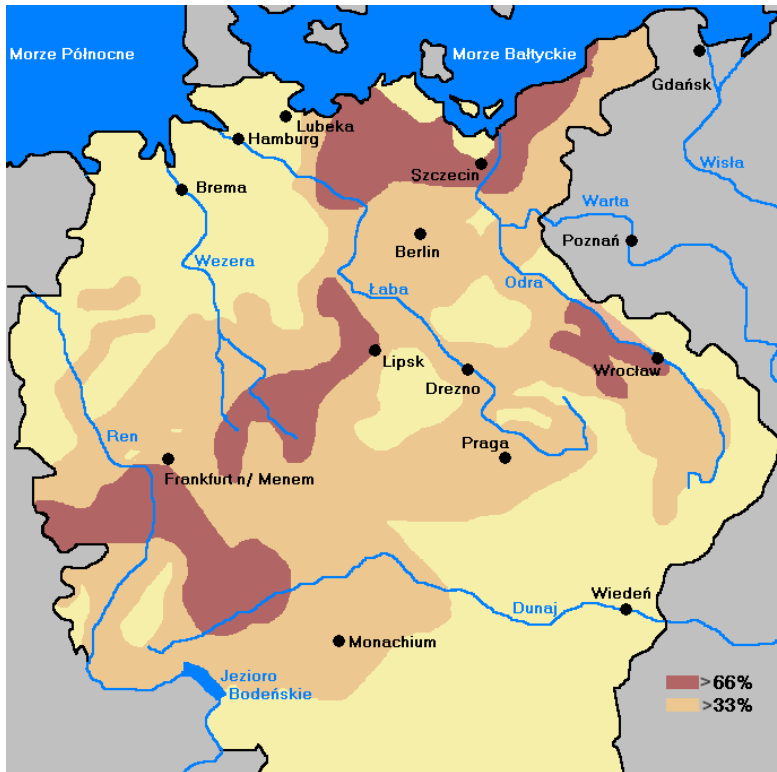 Morze Północne
Morze Bałtyckie
Gdańsk
Lubeka
Hamburg
Wisła
Szczecin
Brema
Warta
Poznań
Berlin
Wezera
Odra
Łaba
Lipsk
Wrocław
Drezno
Ren
Praga
Frankfurt n/ Menem
Wiedeń
Dunaj
Monachium
Jezioro
Bodeńskie
>66%
>33%